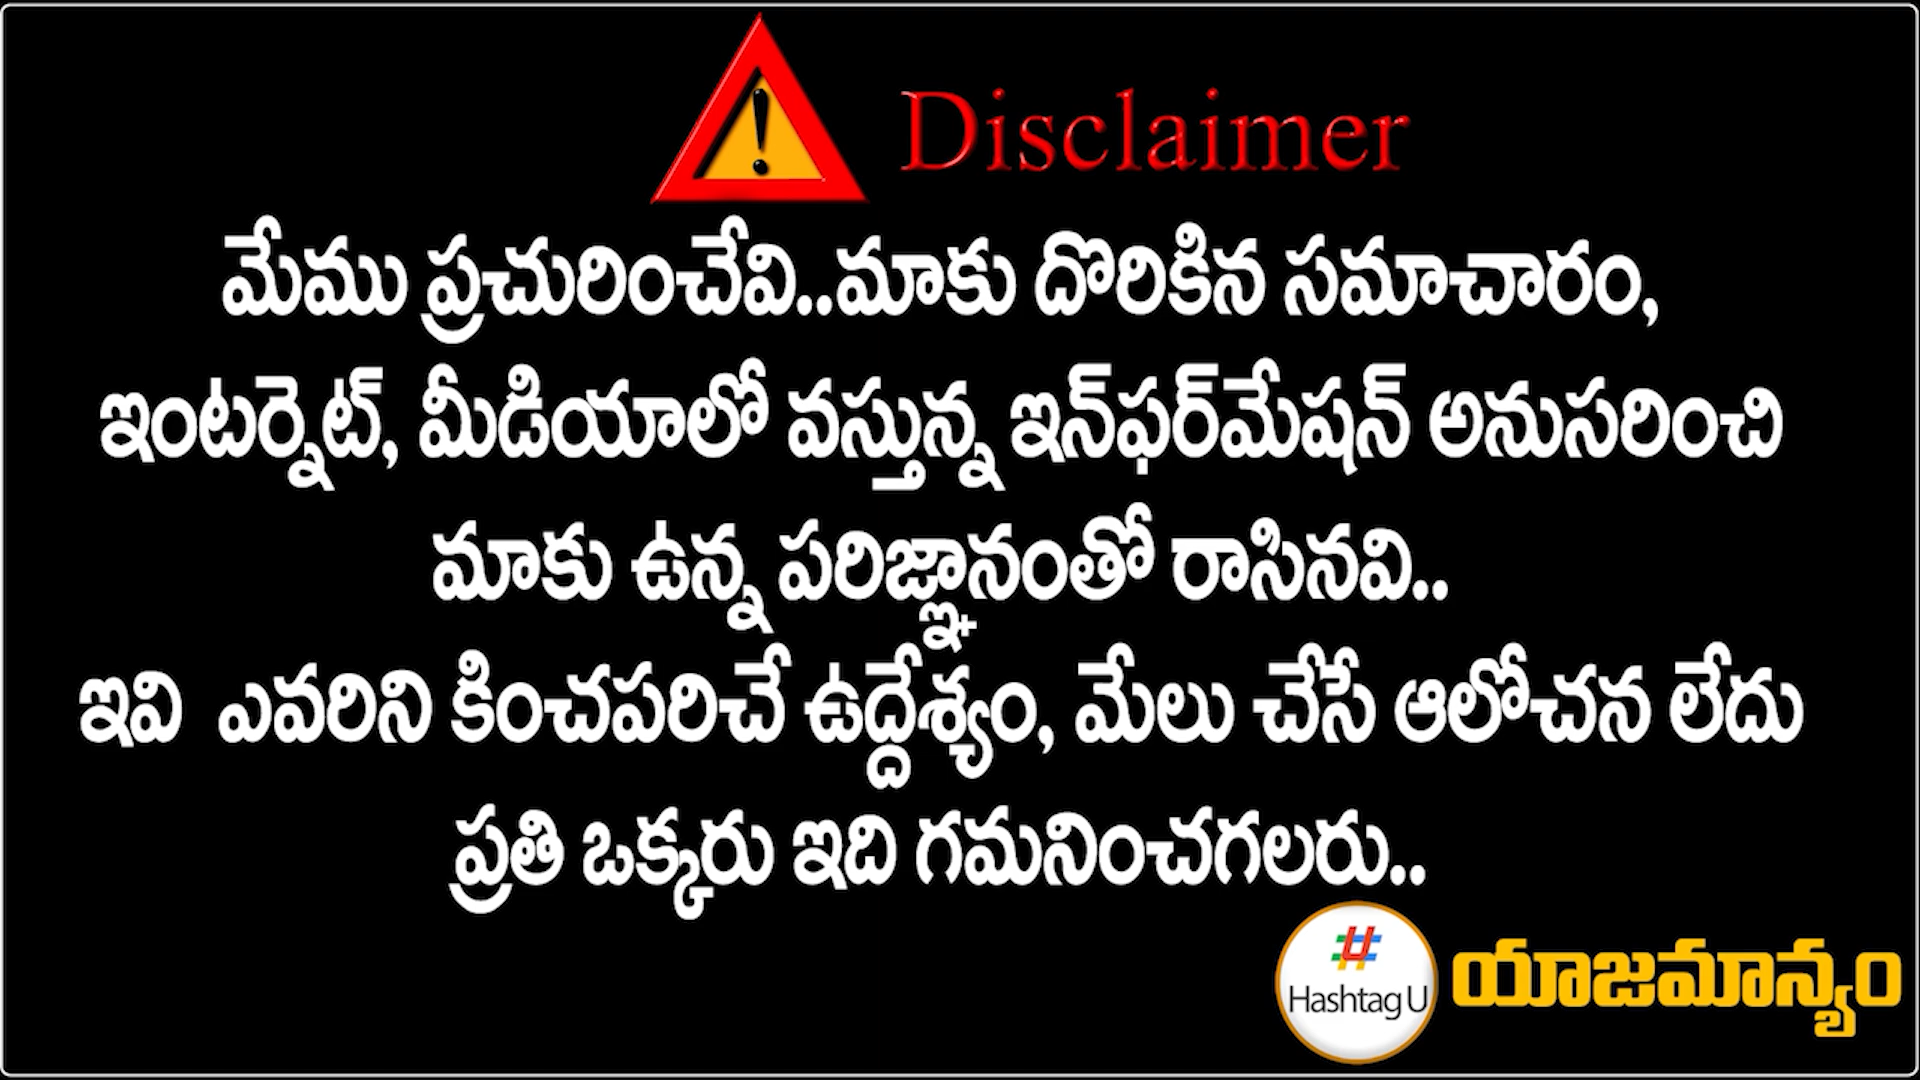 Disclaimer
మేము ప్రచురించేవి..మాకు దొరికిన సమాచారం,
ఇంటర్నెట్, మీడియాలో వస్తున్న ఇన్‌ఫర్‌మేషన్ అనుసరించి
మాకు ఉన్న పరిజ్ఞానంతో రాసినవి..
ఇవి ఎవరిని కించపరిచే ఉద్దేశ్యం, మేలు చేసే ఆలోచన లేదు
ప్రతి ఒక్కరు ఇది గమనించగలరు..
Hashtag U
యాజమాన్యం